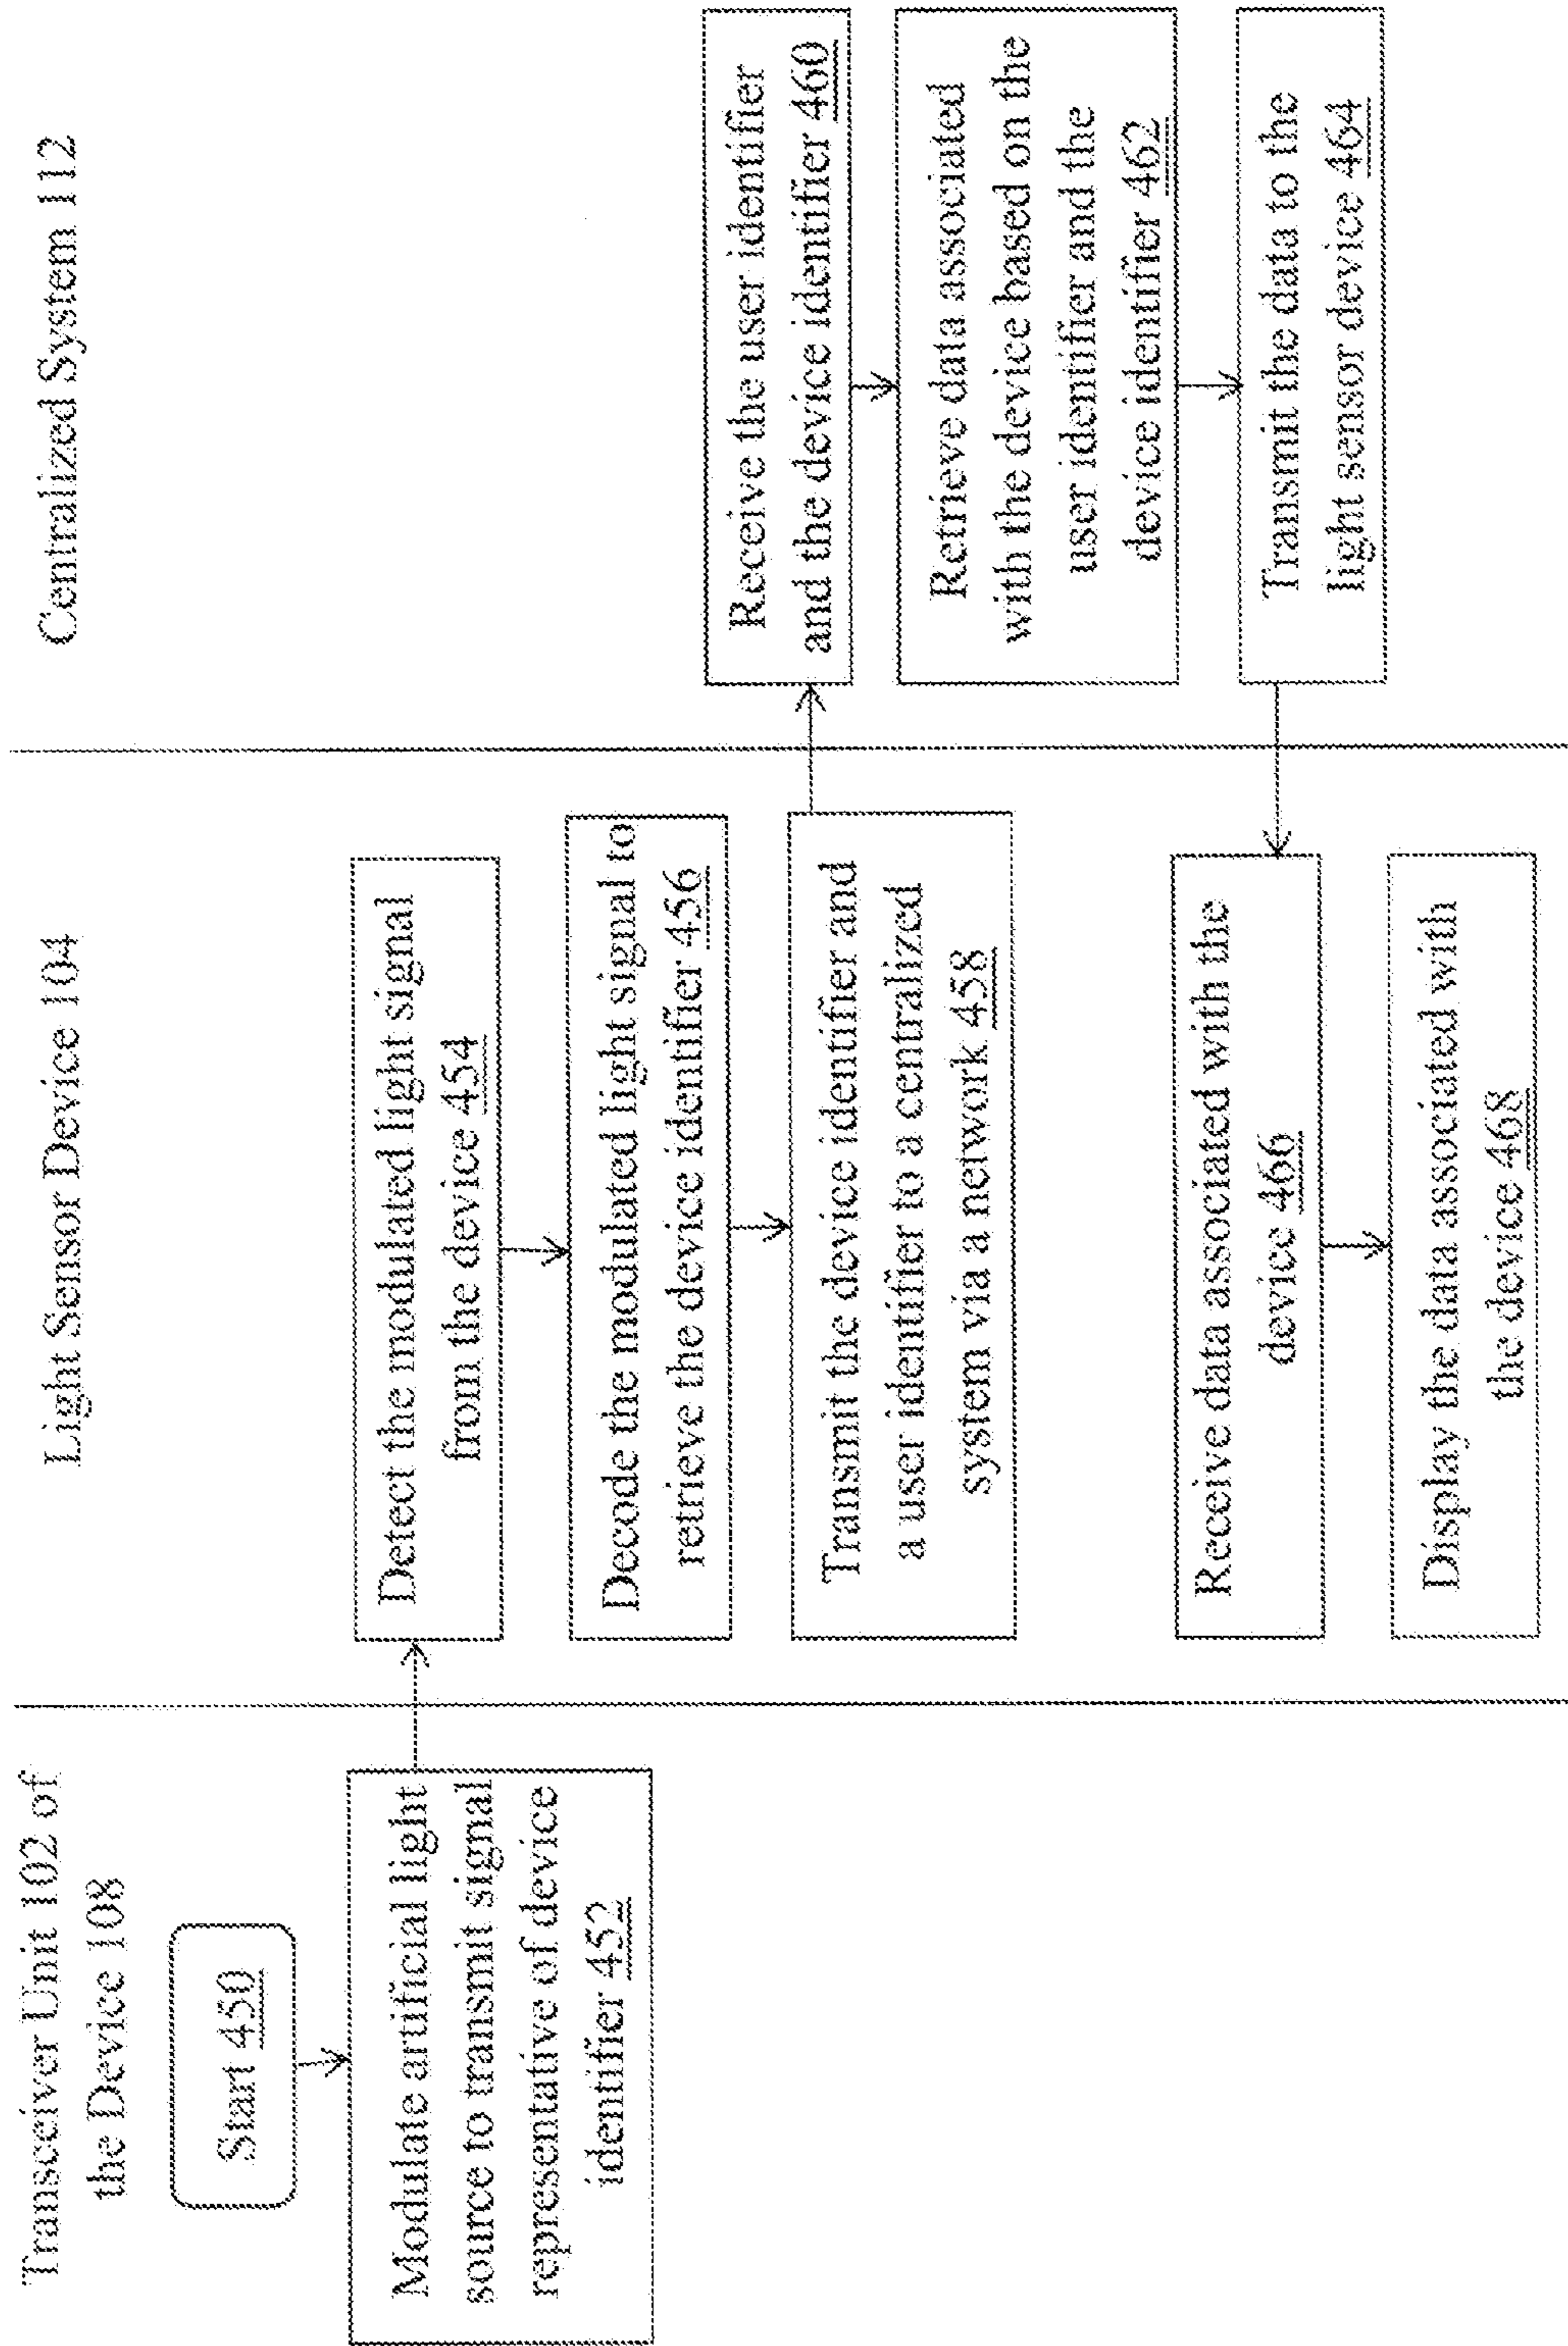 Transceiver Unit 102 of
the Device 108
Start 450
Modulate artificial light
source to transmit signal
representative of device
identifier 452
Light Sensor Device 104
Detect the modulated light signal
from the device 454
Decode the modulated light signal to
retrieve the device identifier 456
Transmit the device identifier and
a user identifier to a centralized
system via a network 458
Receive data associated with the
device 466
Display the data associated with
the device 468
Centralized System 112
Receive the user identifier
and the device identifier 460
Retrieve data associated
with the device based on the
user identifier and the
device identifier 462
Transmit the data to the
light sensor device 464